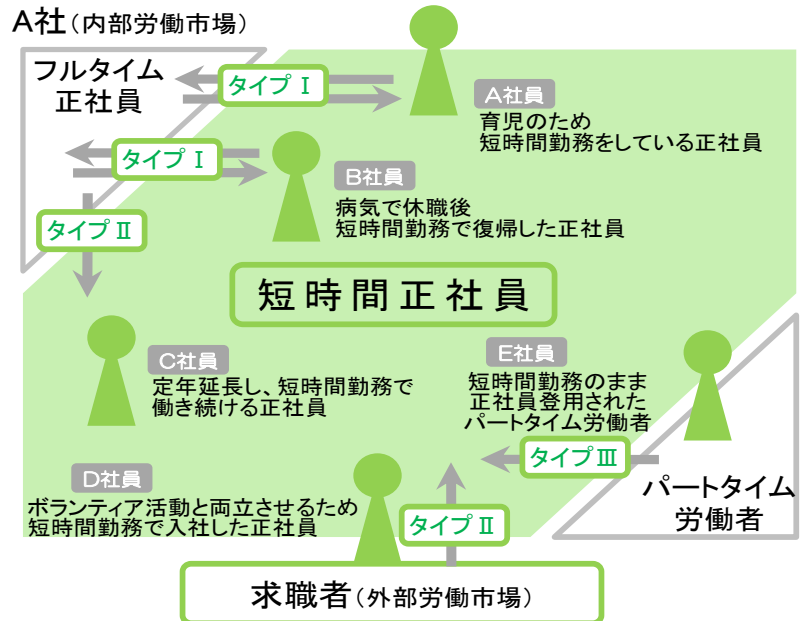 A社(内部労働市場)
フルタイム
正社員
タイプⅠ
A社員
育児のため
短時間勤務をしている正社員
タイプⅠ
B社員
病気で休職後
短時間勤務で復帰した正社員
タイプⅡ
短時間正社員
C社員
定年延長し、短時間勤務で
働き続ける正社員
E社員
短時間勤務のまま
正社員登用された
パートタイム労働者
タイプⅢ
パートタイム
労働者
D社員
ボランティア活動と両立させるため
短時間勤務で入社した正社員
タイプⅡ
求職者(外部労働市場)